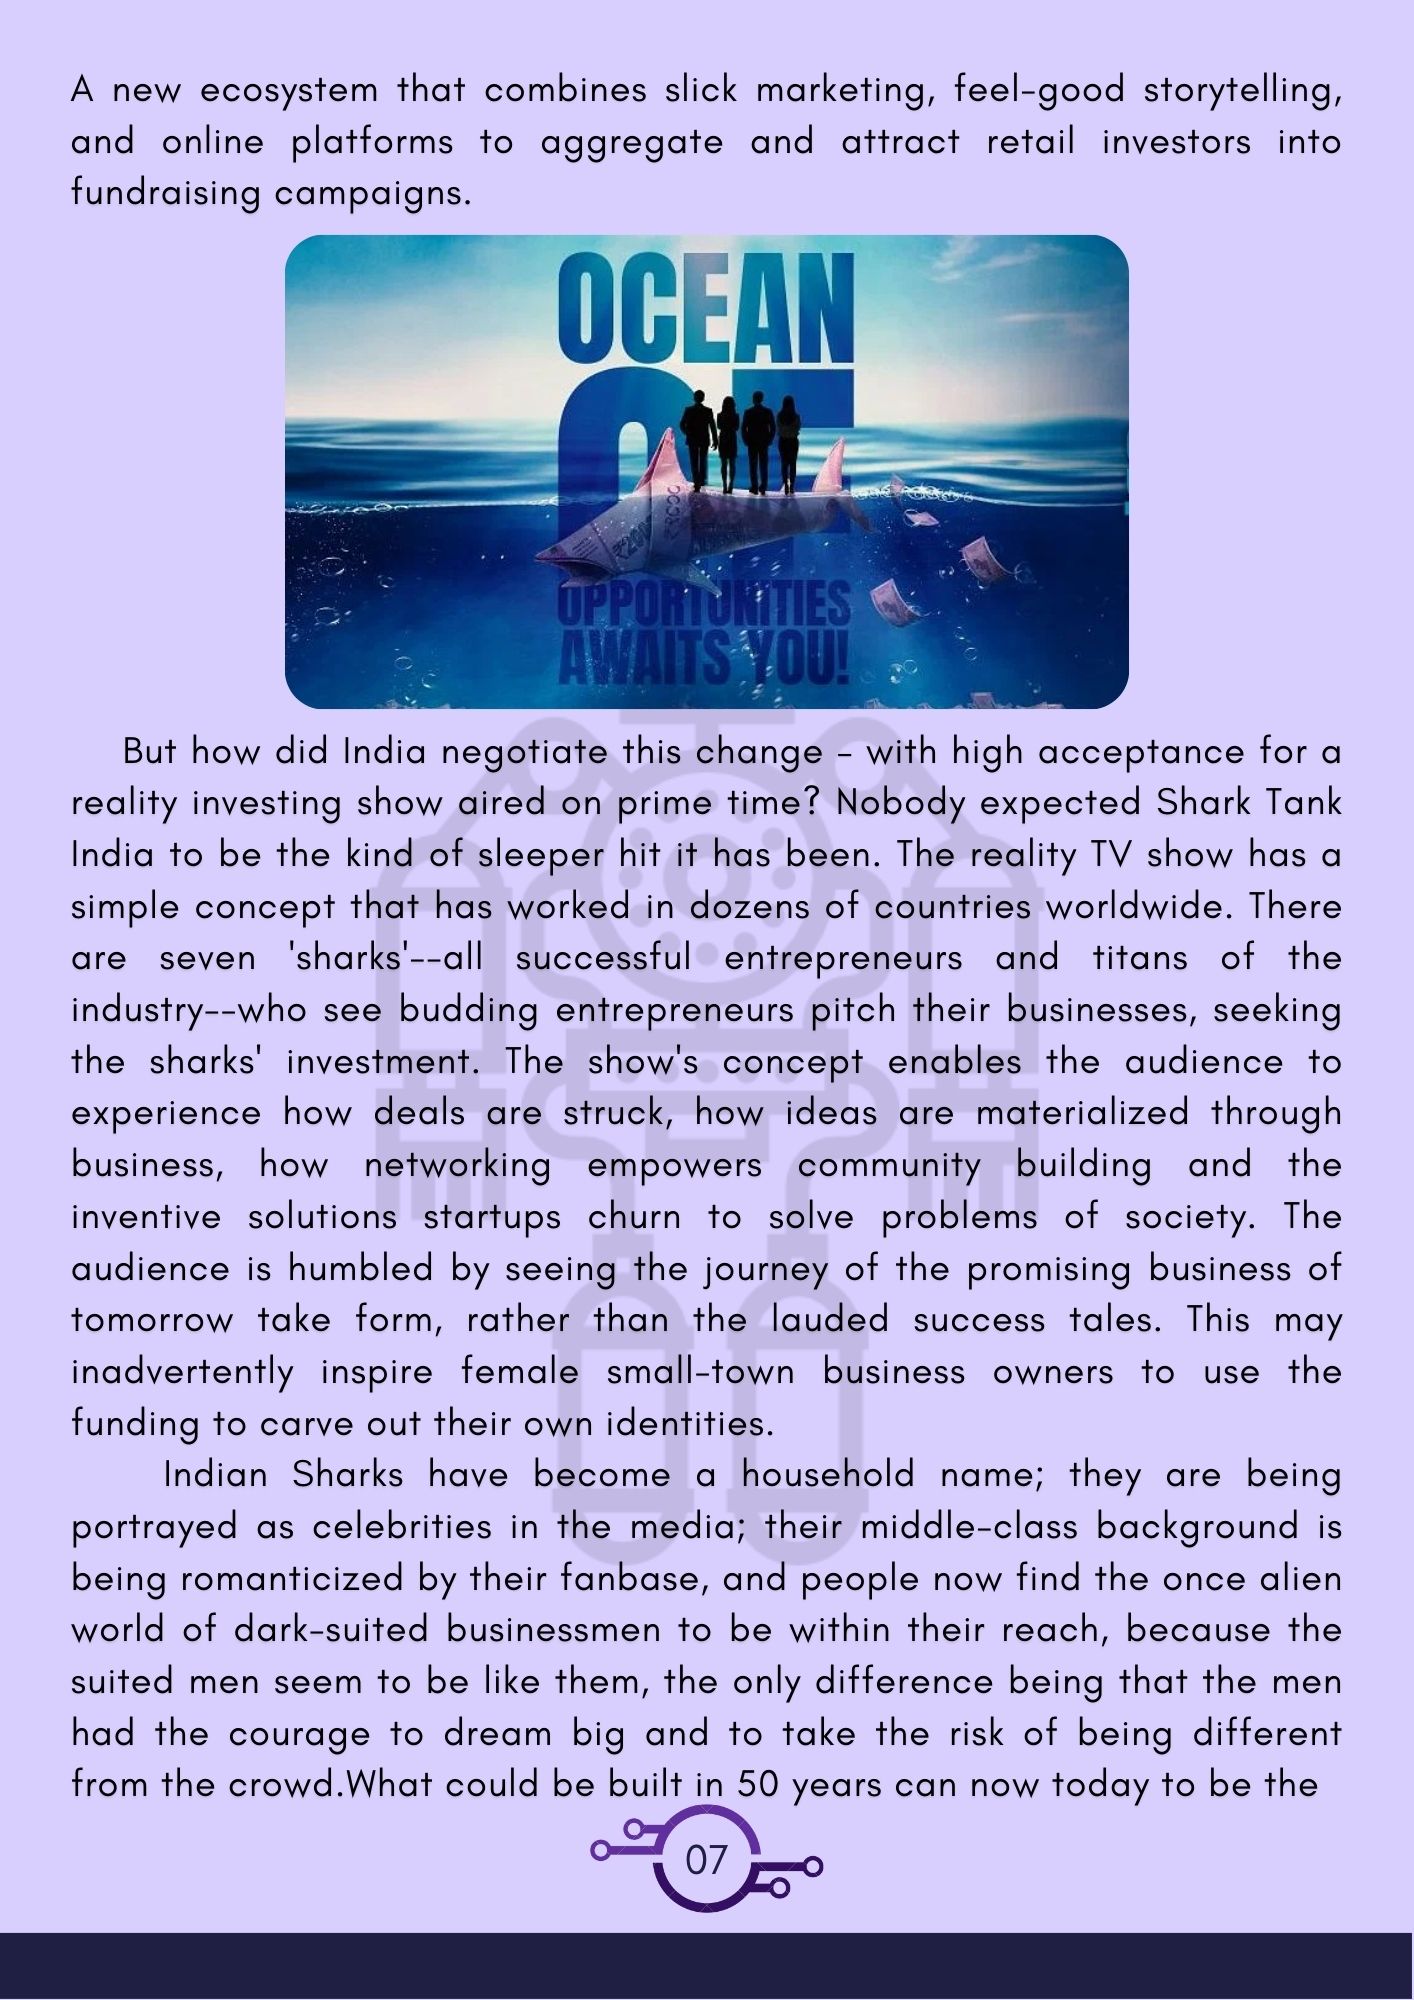 A new ecosystem that combines slick marketing, feel-good storytelling,
and online platforms to aggregate and attract retail investors into
fundraising campaigns.
OCEAN
OF
₹2000
OPPORTUNITIES
AWAITS YOU!
But how did India negotiate this change - with high acceptance for a
reality investing show aired on prime time? Nobody expected Shark Tank
India to be the kind of sleeper hit it has been. The reality TV show has a
simple concept that has worked in dozens of countries worldwide. There
are seven 'sharks'--all successful entrepreneurs and titans of the
industry--who see budding entrepreneurs pitch their businesses, seeking
the sharks' investment. The show's concept enables the audience to
experience how deals are struck, how ideas are materialized through
business, how networking empowers community building and the
inventive solutions startups churn to solve problems of society. The
audience is humbled by seeing the journey of the promising business of
tomorrow take form, rather than the lauded success tales. This may
inadvertently inspire female small-town business owners to use the
funding to carve out their own identities.
Indian Sharks have become a household name; they are being
portrayed as celebrities in the media; their middle-class background is
being romanticized by their fanbase, and people now find the once alien
world of dark-suited businessmen to be within their reach, because the
suited men seem to be like them, the only difference being that the men
had the courage to dream big and to take the risk of being different
from the crowd.What could be built in 50 years can now today to be the
07